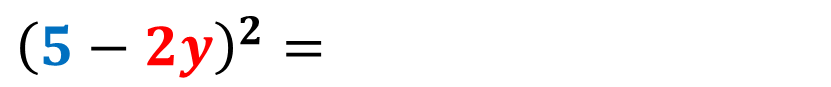 (5 − 2y)² =